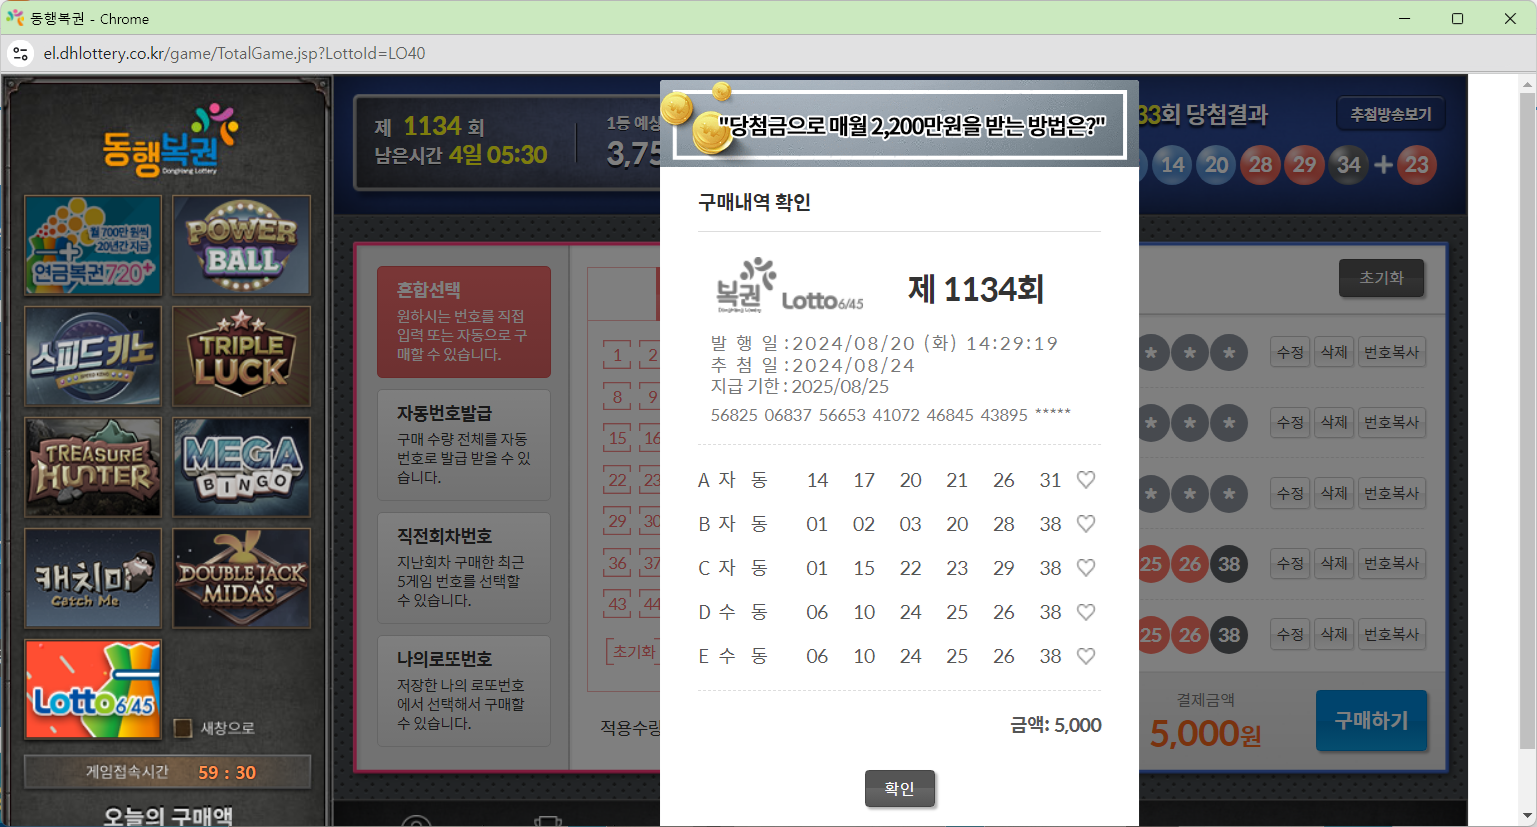 동행복권 - Chrome
el.dhlottery.co.kr/game/TotalGame.jsp?LottoId=LO40
동행복권
DongHang Lottery
월 700만 원씩
20년간 지급
연금복권720+
POWER
BALL
스피드키노
SPEED KENO
TRIPLE
LUCK
TREASURE
HUNTER
MEGA
BINGO
캐치미
Catch Me
DOUBLE JACK
MIDAS
Lotto 6/45
새창으로
게임접속시간 59 : 30
오늘의 구매액
제 1134 회
남은시간 4일 05:30
1등 예상
3,75
33회 당첨결과
추첨방송보기
14 20 28 29 34 + 23
혼합선택
원하시는 번호를 직접
입력 또는 자동으로 구
매할 수 있습니다.
자동번호발급
구매 수량 전체를 자동
번호로 발급 받을 수 있
습니다.
직전회차번호
지난회차 구매한 최근
5게임 번호를 선택할
수 있습니다.
나의로또번호
저장한 나의 로또번호
에서 선택해서 구매할
수 있습니다.
1 2
8 9
15 16
22 23
29 30
36 37
43 44
초기화
적용수량
"당첨금으로 매월 2,200만원을 받는 방법은?"
구매내역 확인
복권 Lotto 6/45
DongHang Lottery
제 1134회
발 행 일 : 2024/08/20 (화) 14:29:19
추 첨 일 : 2024/08/24
지급 기한 : 2025/08/25
56825 06837 56653 41072 46845 43895 *****
A 자 동 14 17 20 21 26 31
B 자 동 01 02 03 20 28 38
C 자 동 01 15 22 23 29 38
D 수 동 06 10 24 25 26 38
E 수 동 06 10 24 25 26 38
금액: 5,000
확인
초기화
* * * 수정 삭제 번호복사
* * * 수정 삭제 번호복사
* * * 수정 삭제 번호복사
25 26 38 수정 삭제 번호복사
25 26 38 수정 삭제 번호복사
결제금액
5,000원
구매하기